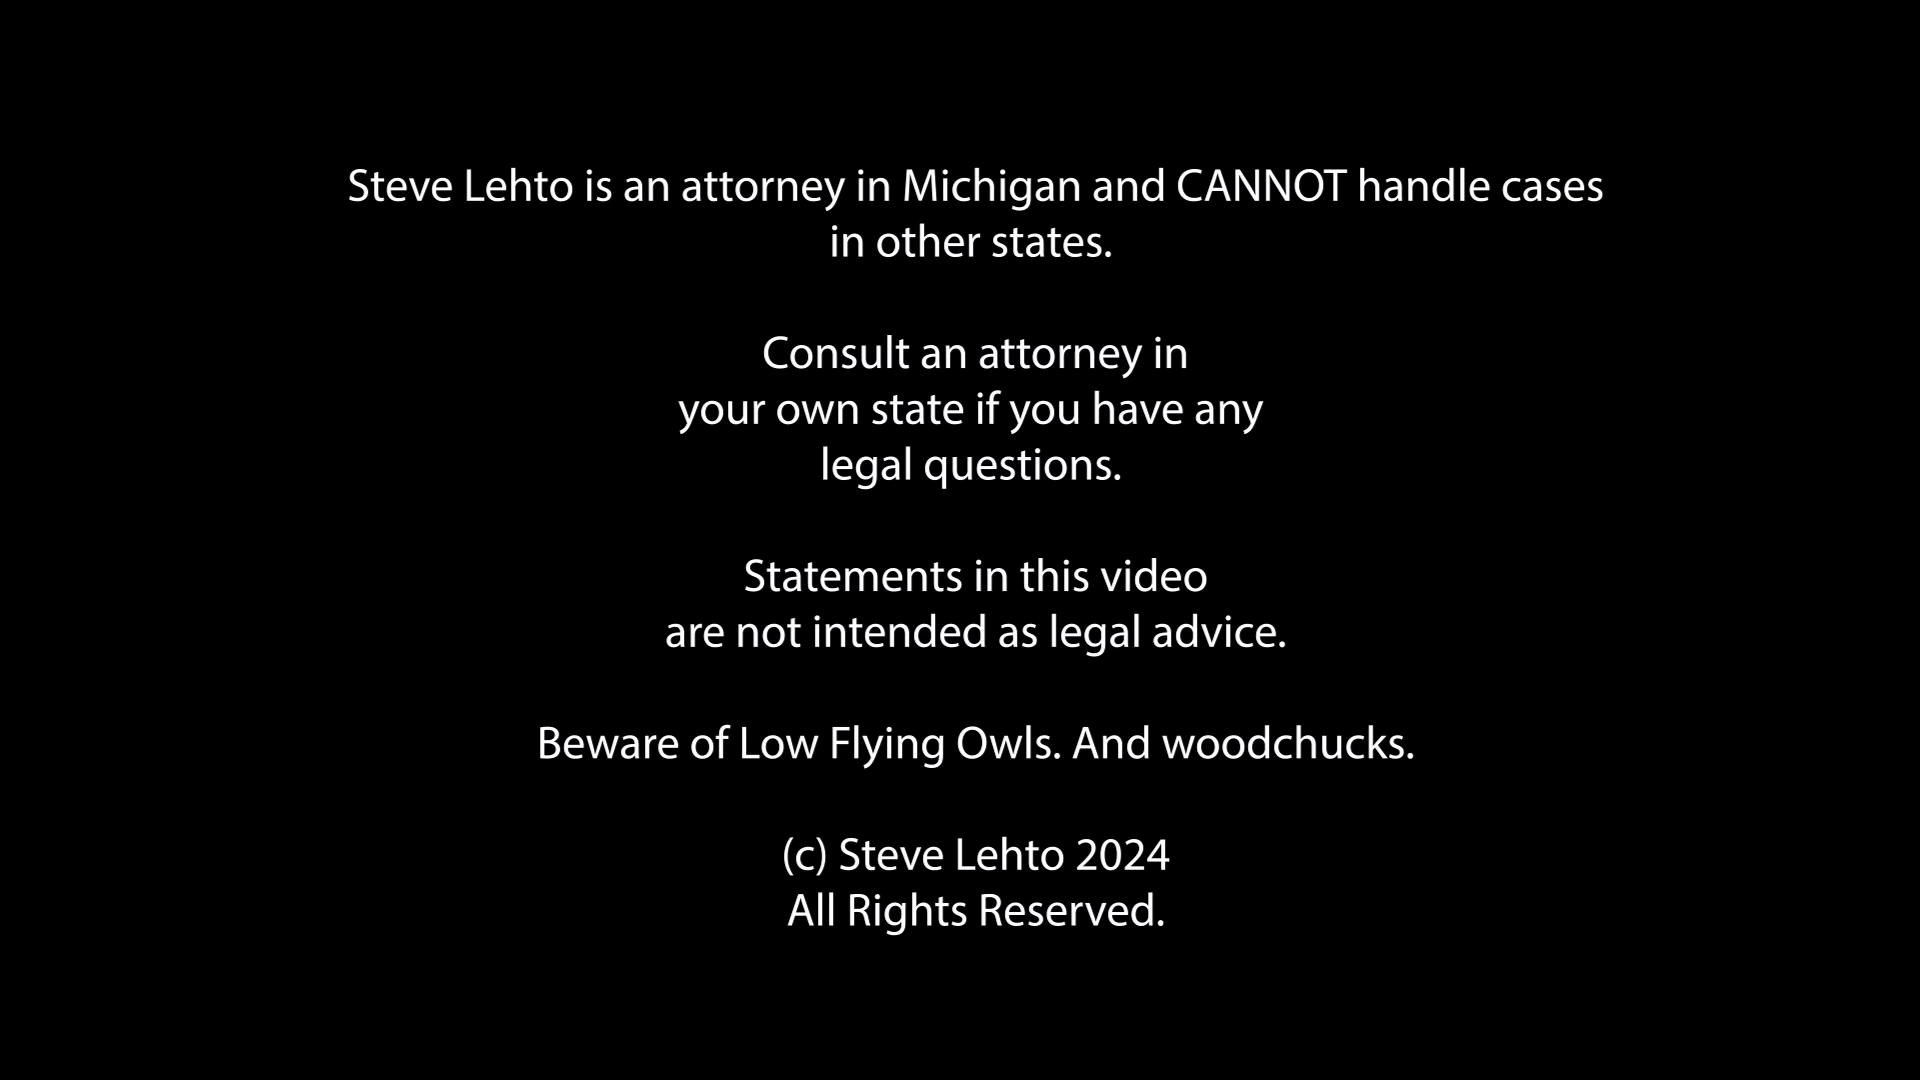 Steve Lehto is an attorney in Michigan and CANNOT handle cases
in other states.
Consult an attorney in
your own state if you have any
legal questions.
Statements in this video
are not intended as legal advice.
Beware of Low Flying Owls. And woodchucks.
(c) Steve Lehto 2024
All Rights Reserved.